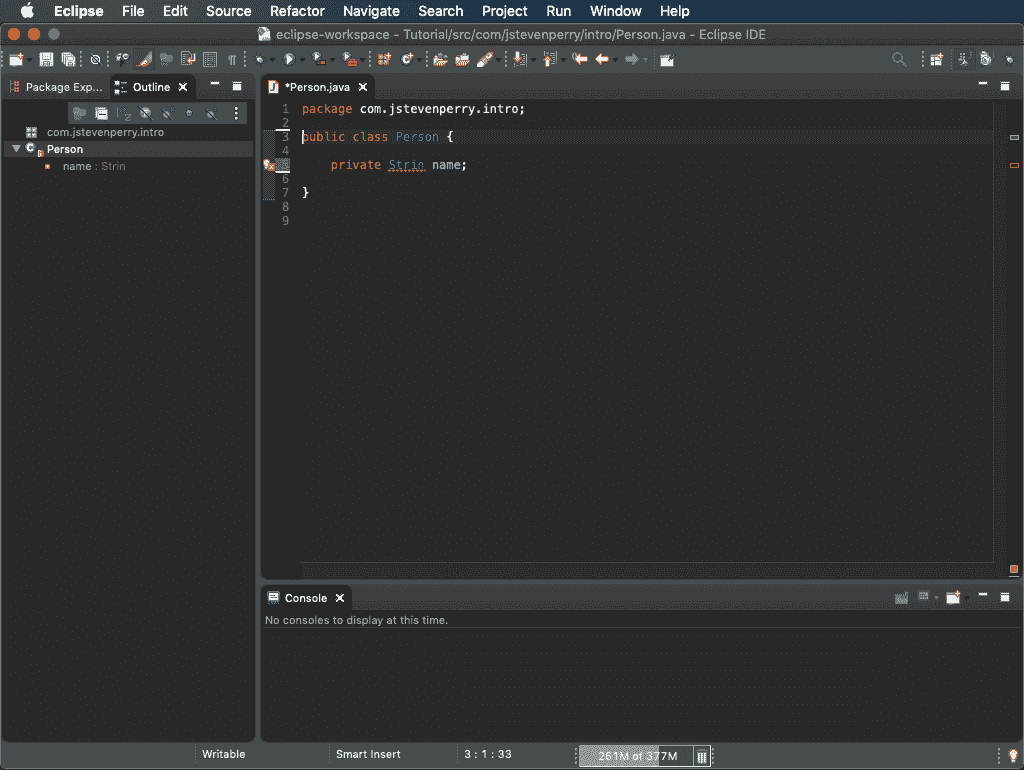 Eclipse File Edit Source Refactor Navigate Search Project Run Window Help
eclipse-workspace - Tutorial/src/com/jstevenperry/intro/Person.java - Eclipse IDE
Package Exp... Outline
com.jstevenperry.intro
Person
name : Strin
*Person.java
1 package com.jstevenperry.intro;
2
3 public class Person {
4
5 private Strin name;
6
7 }
8
9
Console
No consoles to display at this time.
Writable Smart Insert 3 : 1 : 33 261M of 377M